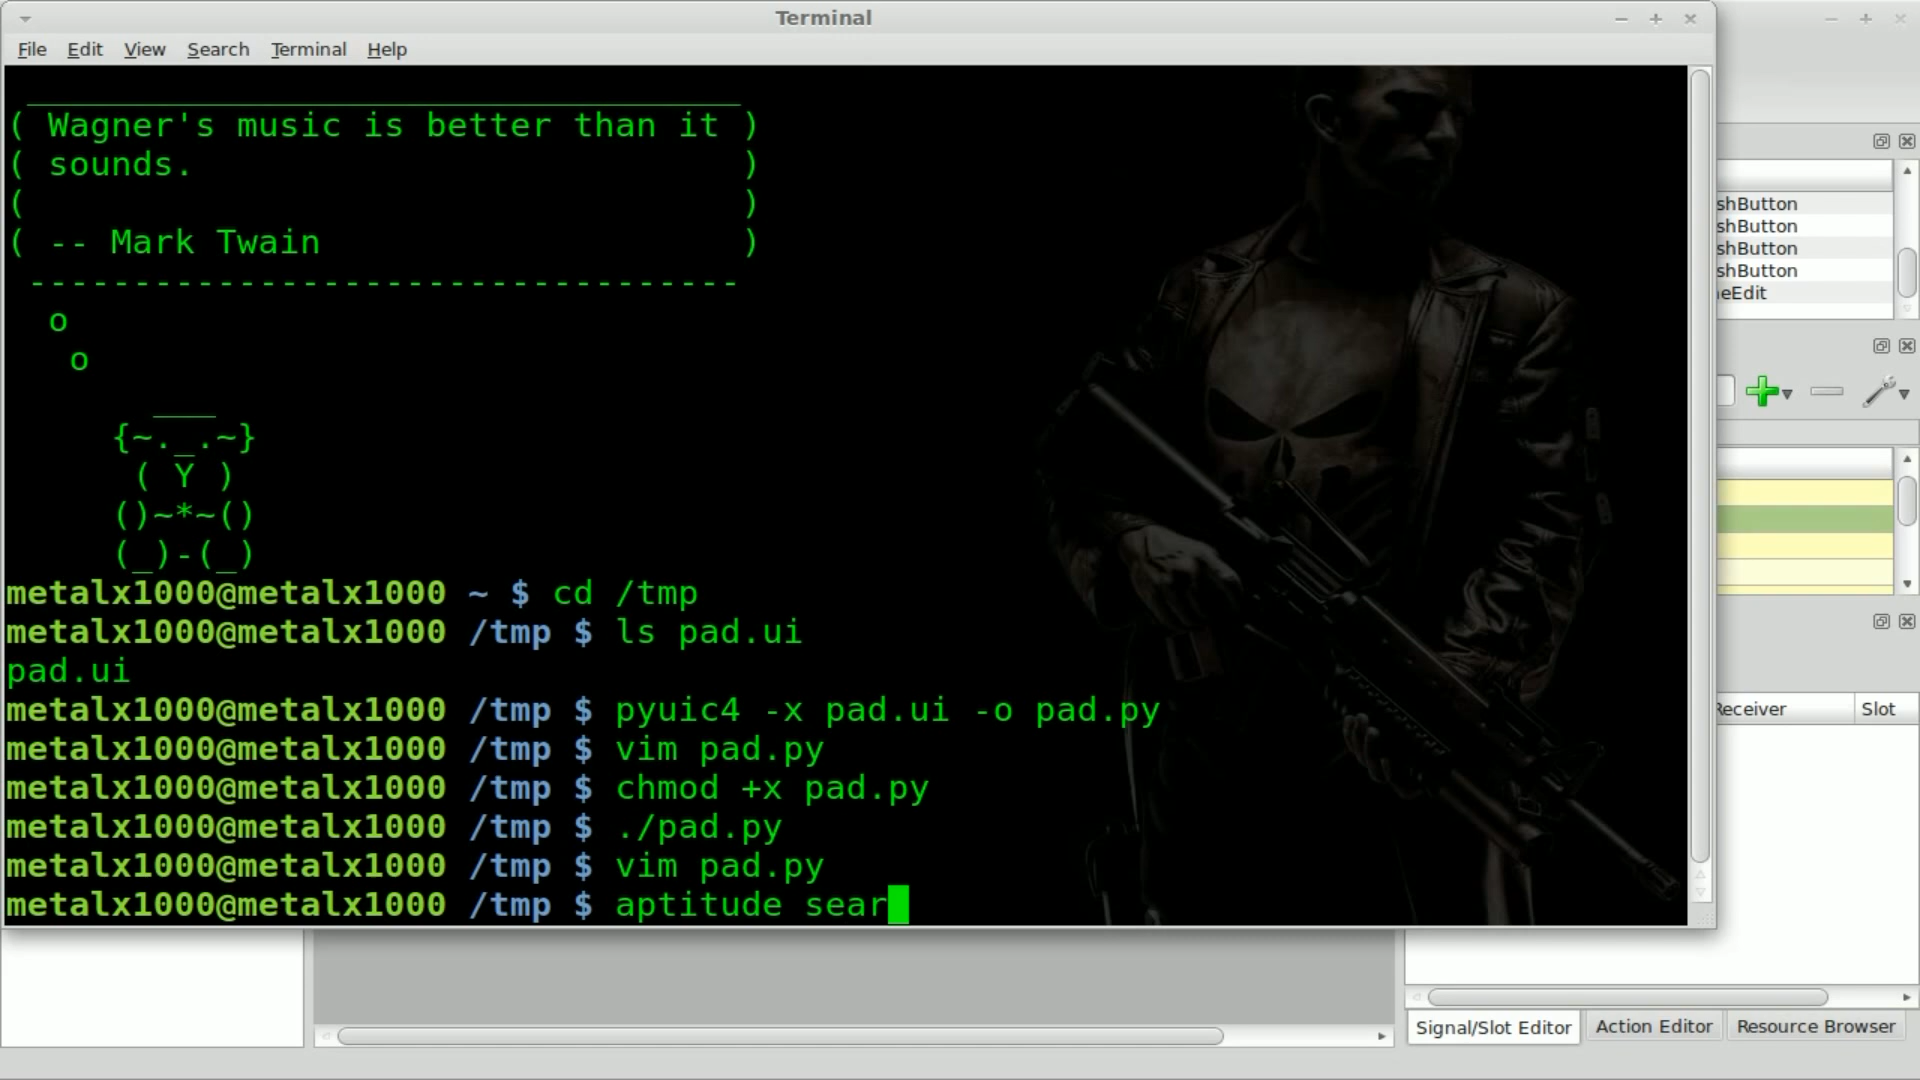 Terminal
File Edit View Search Terminal Help
( Wagner's music is better than it )
( sounds. )
( )
( -- Mark Twain )
----------------------------------
o
o
____
{~._.~}
( Y )
()~*~()
(_)-(_)
metalx1000@metalx1000 ~ $ cd /tmp
metalx1000@metalx1000 /tmp $ ls pad.ui
pad.ui
metalx1000@metalx1000 /tmp $ pyuic4 -x pad.ui -o pad.py
metalx1000@metalx1000 /tmp $ vim pad.py
metalx1000@metalx1000 /tmp $ chmod +x pad.py
metalx1000@metalx1000 /tmp $ ./pad.py
metalx1000@metalx1000 /tmp $ vim pad.py
metalx1000@metalx1000 /tmp $ aptitude sear
shButton
shButton
shButton
shButton
eEdit
Receiver Slot
Signal/Slot Editor Action Editor Resource Browser